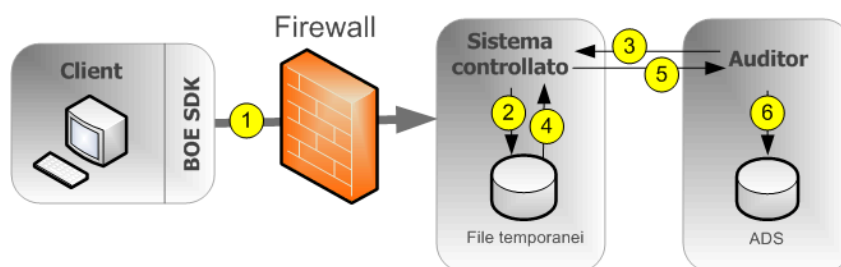 Firewall
Client
BOE SDK
1
Sistema
controllato
3
5
Auditor
2
4
6
File temporanei
ADS